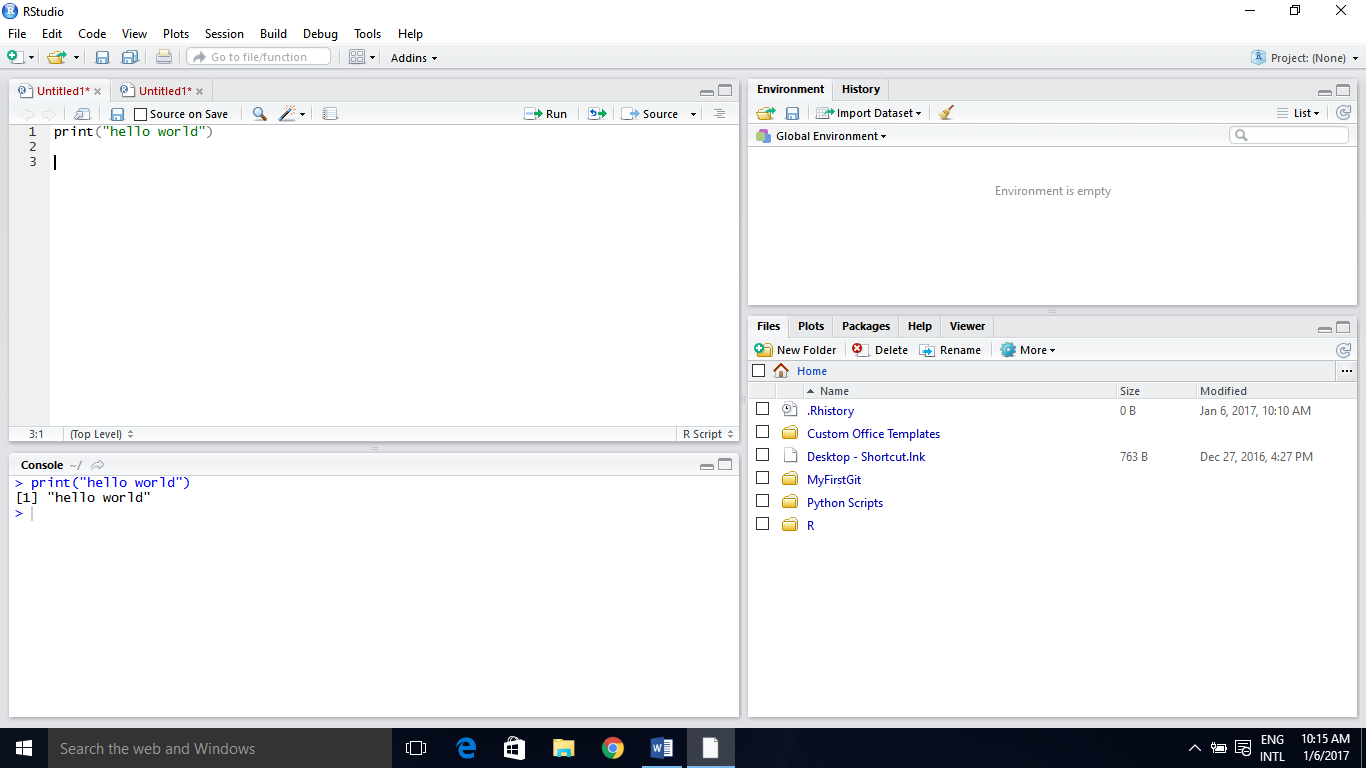 RStudio
File Edit Code View Plots Session Build Debug Tools Help
Go to file/function Addins Project: (None)
Untitled1* Untitled1*
Source on Save Run Source
1 print("hello world")
2
3
3:1 (Top Level) R Script
Console ~/
> print("hello world")
[1] "hello world"
>
Environment History
Import Dataset List
Global Environment
Environment is empty
Files Plots Packages Help Viewer
New Folder Delete Rename More
Home ...
Name Size Modified
.Rhistory 0 B Jan 6, 2017, 10:10 AM
Custom Office Templates
Desktop - Shortcut.lnk 763 B Dec 27, 2016, 4:27 PM
MyFirstGit
Python Scripts
R
Search the web and Windows
ENG 10:15 AM
INTL 1/6/2017